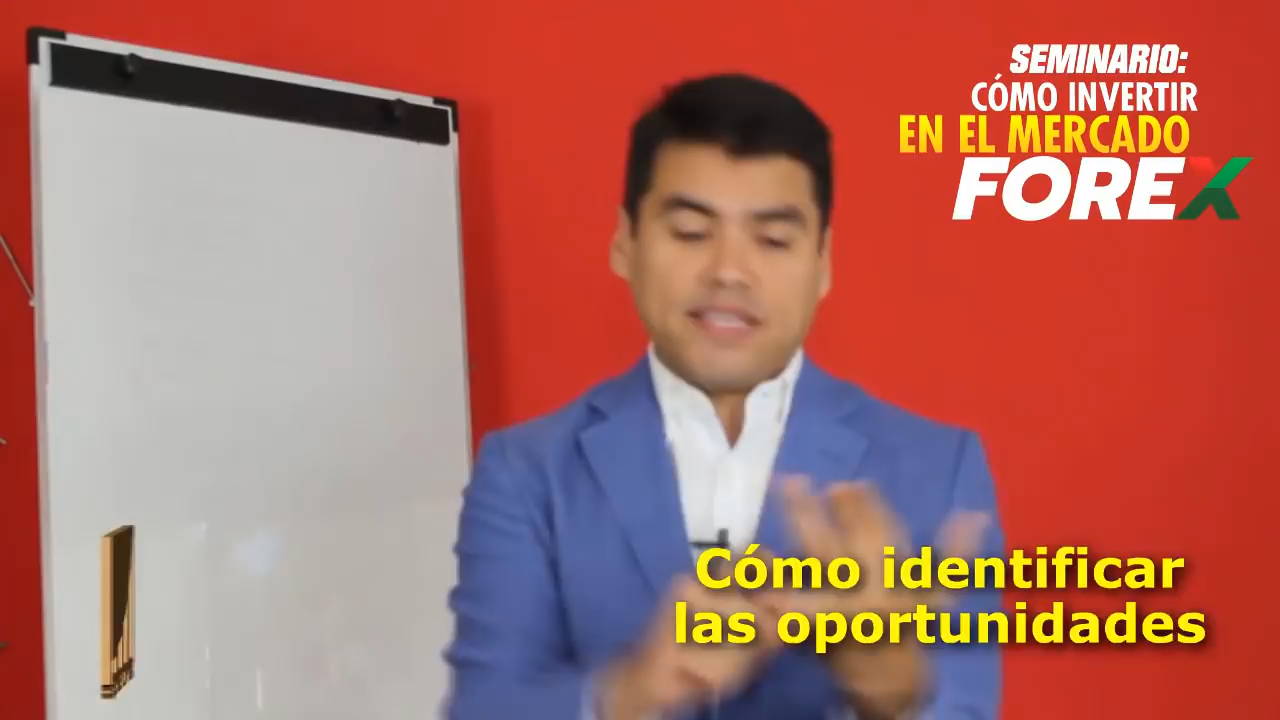 SEMINARIO:
CÓMO INVERTIR
EN EL MERCADO
FOREX
Cómo identificar
las oportunidades